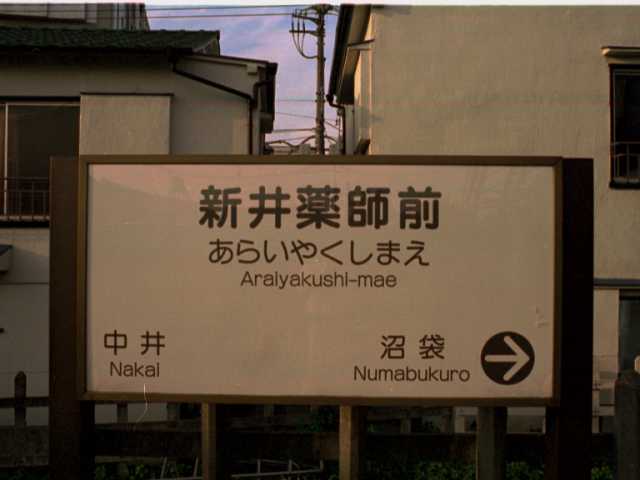 新井薬師前
あらいやくしまえ
Araiyakushi-mae
中井
Nakai
沼袋
Numabukuro